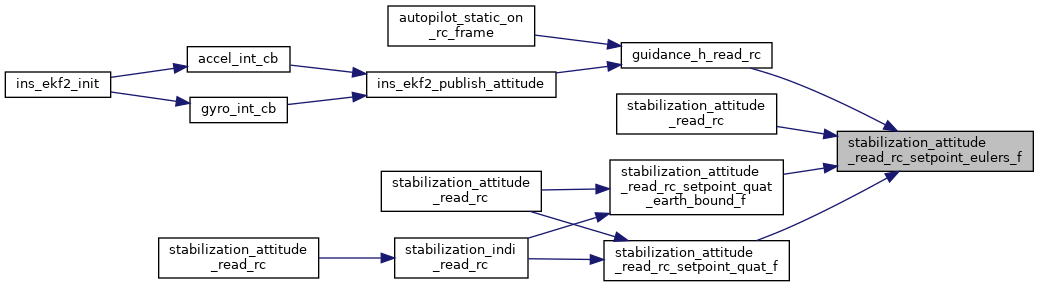 autopilot_static_on
_rc_frame
guidance_h_read_rc
accel_int_cb
ins_ekf2_init
ins_ekf2_publish_attitude
gyro_int_cb
stabilization_attitude
_read_rc
stabilization_attitude
_read_rc_setpoint_eulers_f
stabilization_attitude
_read_rc_setpoint_quat
_earth_bound_f
stabilization_attitude
_read_rc
stabilization_attitude
_read_rc
stabilization_indi
_read_rc
stabilization_attitude
_read_rc_setpoint_quat_f